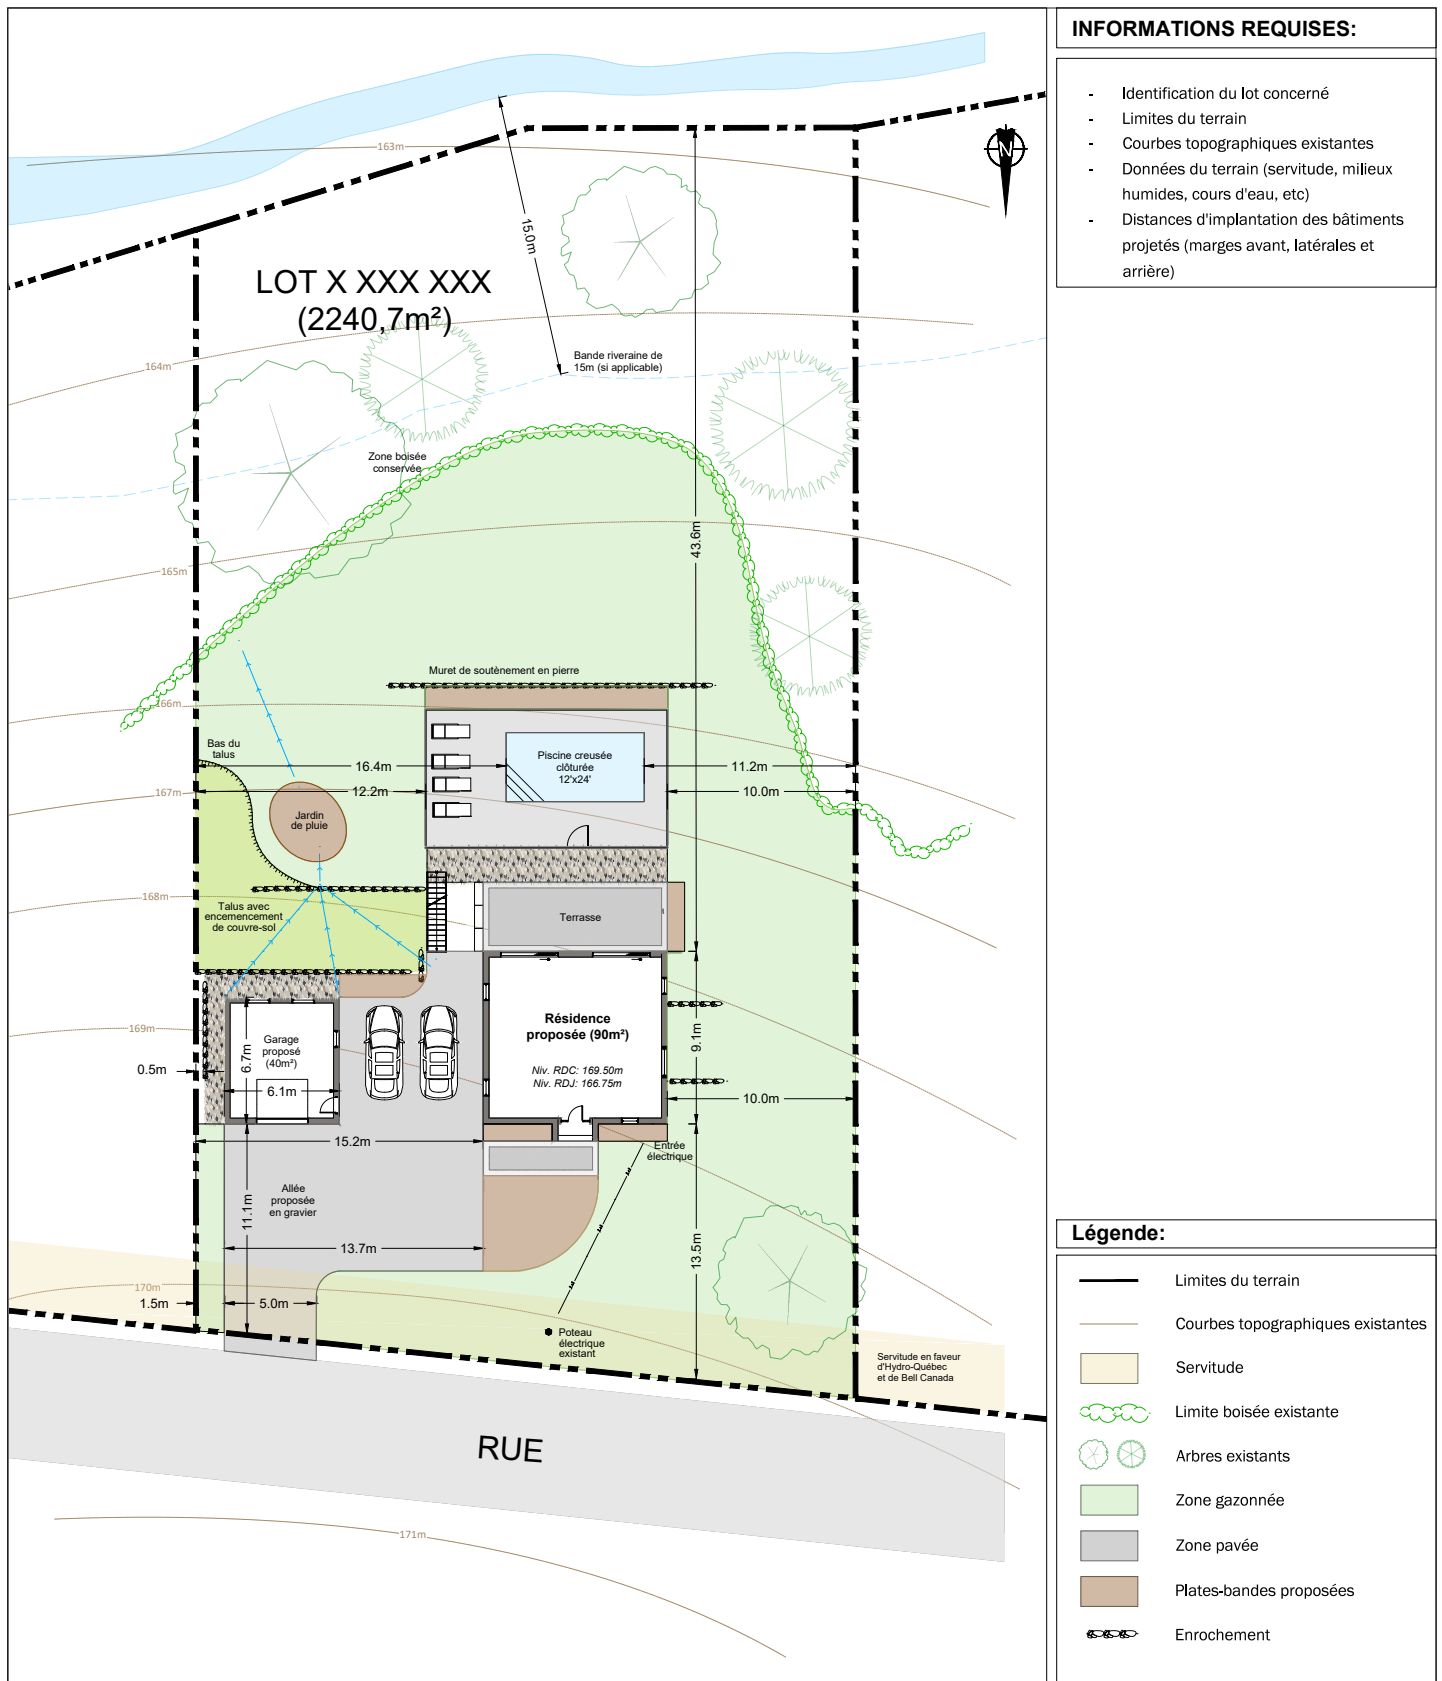 INFORMATIONS REQUISES:
- Identification du lot concerné
- Limites du terrain
- Courbes topographiques existantes
- Données du terrain (servitude, milieux
humides, cours d'eau, etc)
- Distances d'implantation des bâtiments
projetés (marges avant, latérales et
arrière)
N
163m
15.0m
LOT X XXX XXX
(2240,7m²)
164m
Bande riveraine de
15m (si applicable)
Zone boisée
conservée
43.6m
165m
Muret de soutènement en pierre
166m
Bas du
talus
16.4m
Piscine creusée
clôturée
12'x24'
11.2m
167m
12.2m
10.0m
Jardin
de pluie
168m
Talus avec
encemencement
de couvre-sol
Terrasse
169m
Garage
proposé
(40m²)
6.7m
0.5m
6.1m
Résidence
proposée (90m²)
Niv. RDC: 169.50m
Niv. RDJ: 166.75m
9.1m
10.0m
15.2m
Entrée
électrique
Allée
proposée
en gravier
11.1m
13.7m
13.5m
170m
1.5m
5.0m
Poteau
électrique
existant
Servitude en faveur
d'Hydro-Québec
et de Bell Canada
RUE
171m
Légende:
Limites du terrain
Courbes topographiques existantes
Servitude
Limite boisée existante
Arbres existants
Zone gazonnée
Zone pavée
Plates-bandes proposées
Enrochement